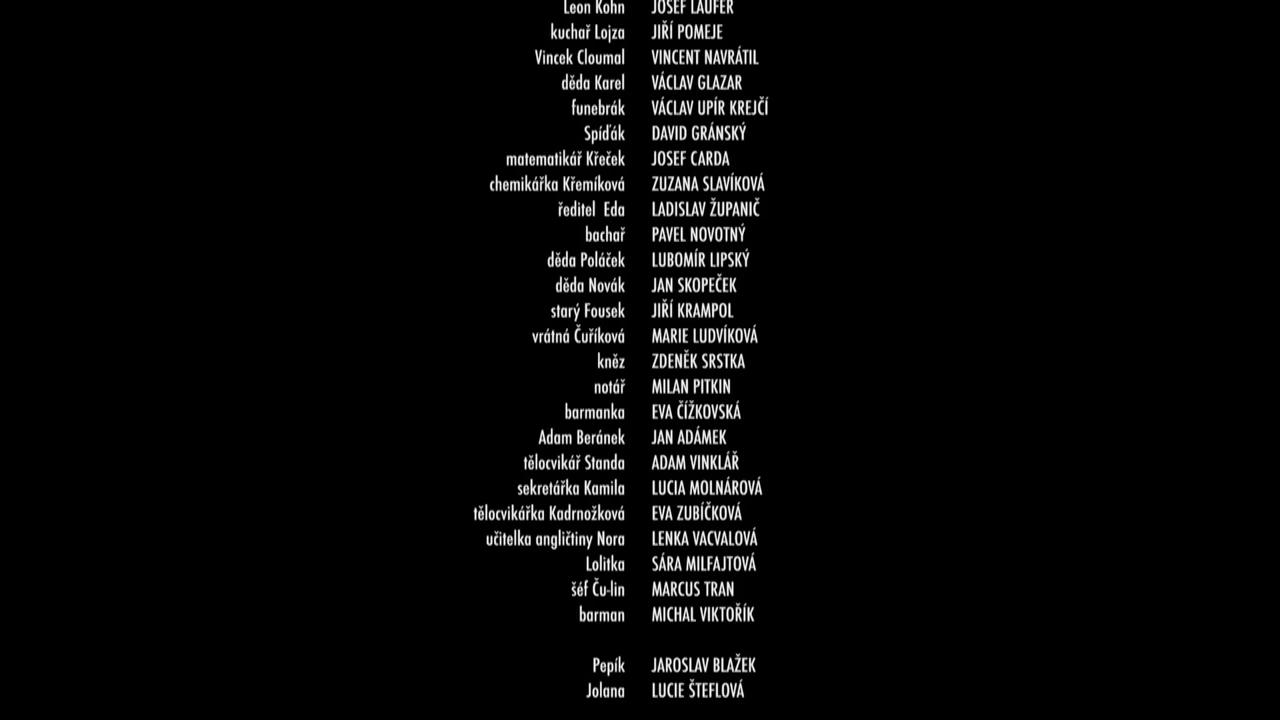 Leon Kohn JOSEF LAUFER
kuchař Lojza JIŘÍ POMEJE
Vincek Cloumal VINCENT NAVRÁTIL
děda Karel VÁCLAV GLAZAR
funebrák VÁCLAV UPÍR KREJČÍ
Spíďák DAVID GRÁNSKÝ
matematikář Křeček JOSEF CARDA
chemikářka Křemíková ZUZANA SLAVÍKOVÁ
ředitel Eda LADISLAV ŽUPANIČ
bachař PAVEL NOVOTNÝ
děda Poláček LUBOMÍR LIPSKÝ
děda Novák JAN SKOPEČEK
starý Fousek JIŘÍ KRAMPOL
vrátná Čuříková MARIE LUDVÍKOVÁ
kněz ZDENĚK SRSTKA
notář MILAN PITKIN
barmanka EVA ČÍŽKOVSKÁ
Adam Beránek JAN ADÁMEK
tělocvikář Standa ADAM VINKLÁŘ
sekretářka Kamila LUCIA MOLNÁROVÁ
tělocvikářka Kadrnožková EVA ZUBÍČKOVÁ
učitelka angličtiny Nora LENKA VACVALOVÁ
Lolitka SÁRA MILFAJTOVÁ
šéf Ču-lin MARCUS TRAN
barman MICHAL VIKTOŘÍK
Pepík JAROSLAV BLAŽEK
Jolana LUCIE ŠTEFLOVÁ